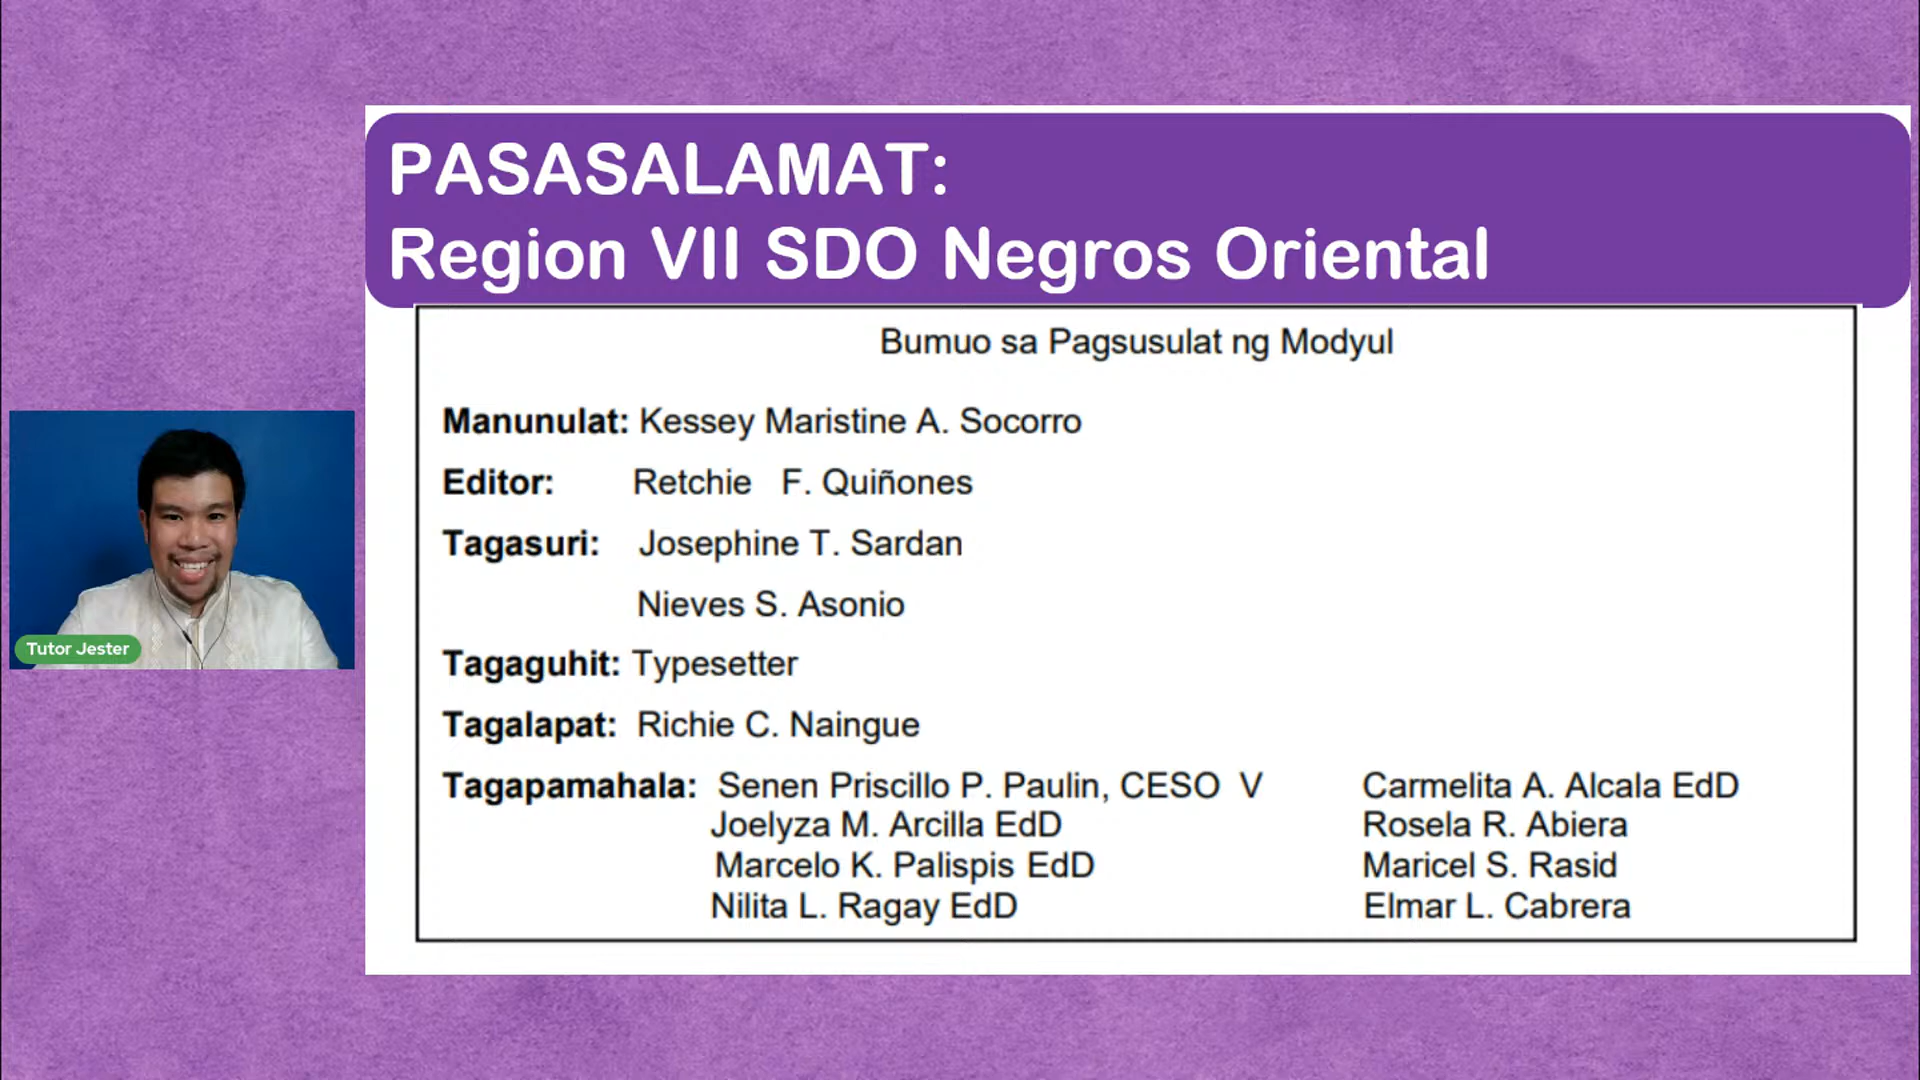 PASASALAMAT:
Region VII SDO Negros Oriental
Bumuo sa Pagsusulat ng Modyul
Manunulat: Kessey Maristine A. Socorro
Editor: Retchie F. Quiñones
Tagasuri: Josephine T. Sardan
Nieves S. Asonio
Tagaguhit: Typesetter
Tagalapat: Richie C. Naingue
Tagapamahala: Senen Priscillo P. Paulin, CESO V Carmelita A. Alcala EdD
Joelyza M. Arcilla EdD Rosela R. Abiera
Marcelo K. Palispis EdD Maricel S. Rasid
Nilita L. Ragay EdD Elmar L. Cabrera
Tutor Jester